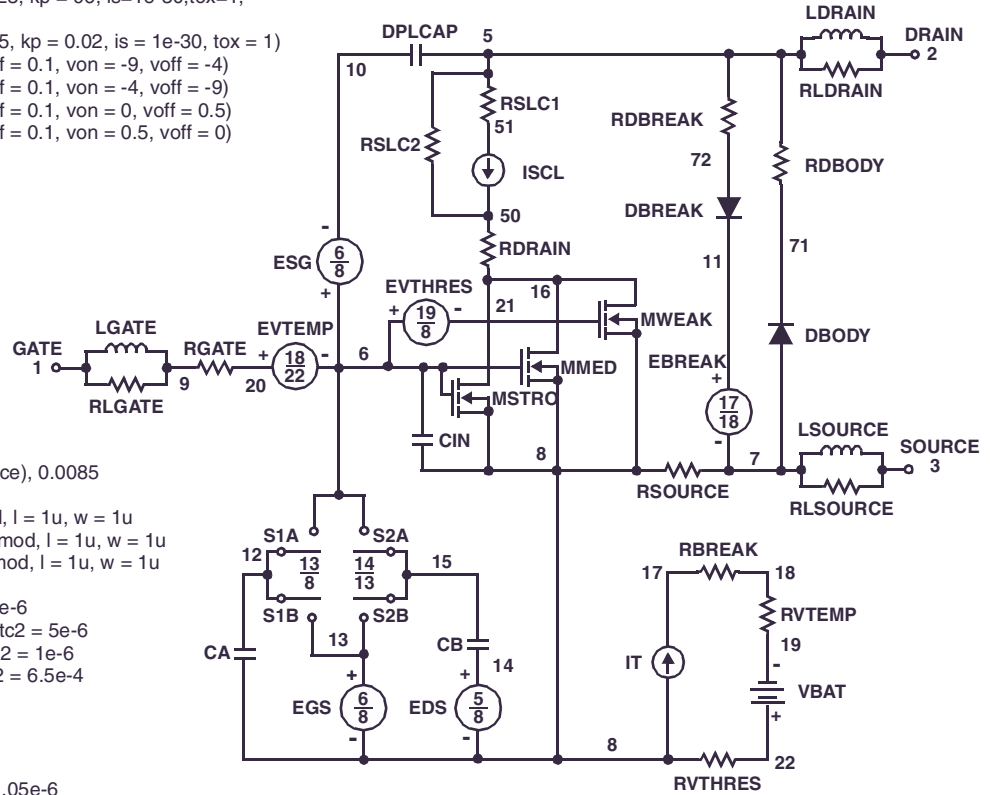 is=1e-30,tox=1,
5, kp = 0.02, is = 1e-30, tox = 1)
f = 0.1, von = -9, voff = -4)
f = 0.1, von = -4, voff = -9)
f = 0.1, von = 0, voff = 0.5)
f = 0.1, von = 0.5, voff = 0)
LDRAIN
DPLCAP 5 DRAIN
10 2
RSLC1 RLDRAIN
51 RDBREAK
RSLC2
72 RDBODY
ISCL
DBREAK
50
RDRAIN 71
-
ESG 6/8 11
+
EVTHRES
+ 19/8 - 21 16
MWEAK
LGATE EVTEMP
GATE RGATE + 18/22 - 6 MMED DBODY
1 EBREAK
9 20 +
RLGATE MSTRO 17/18
-
CIN LSOURCE
8 7 SOURCE
3
RSOURCE
RLSOURCE
ce), 0.0085
, l = 1u, w = 1u
mod, l = 1u, w = 1u
nod, l = 1u, w = 1u
S1A S2A
12 13/8 14/13 15
S1B S2B
13
CA CB
+ + 14
EGS 6/8 EDS 5/8
- -
RBREAK
17 18
RVTEMP
19
IT -
VBAT
+
8 22
RVTHRES
e-6
tc2 = 5e-6
2 = 1e-6
2 = 6.5e-4
.05e-6